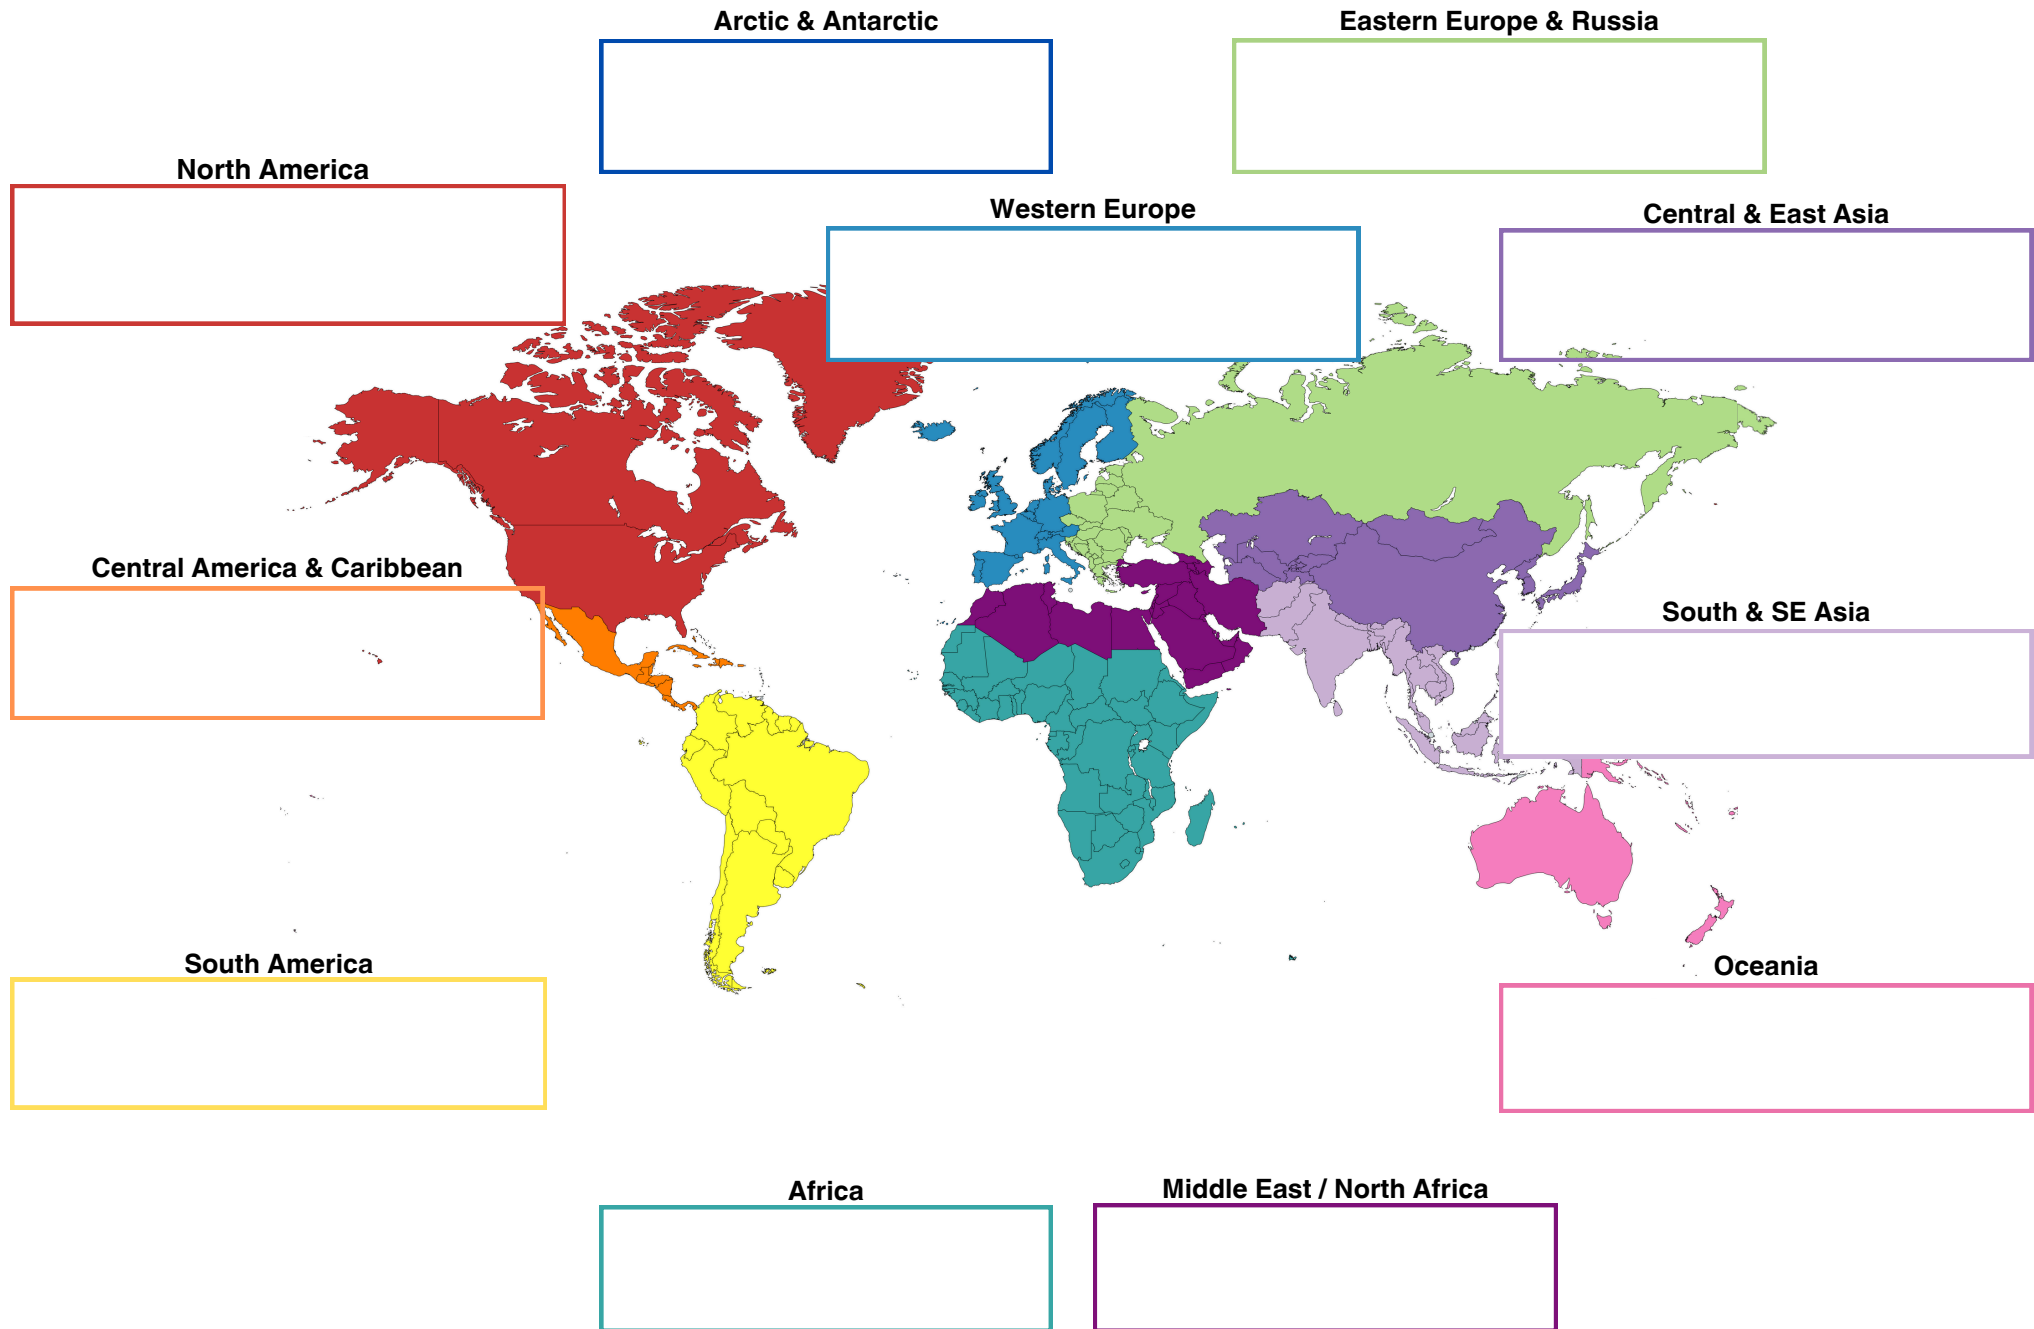 Arctic & Antarctic
Eastern Europe & Russia
North America
Western Europe
Central & East Asia
Central America & Caribbean
South & SE Asia
South America
Oceania
Africa
Middle East / North Africa